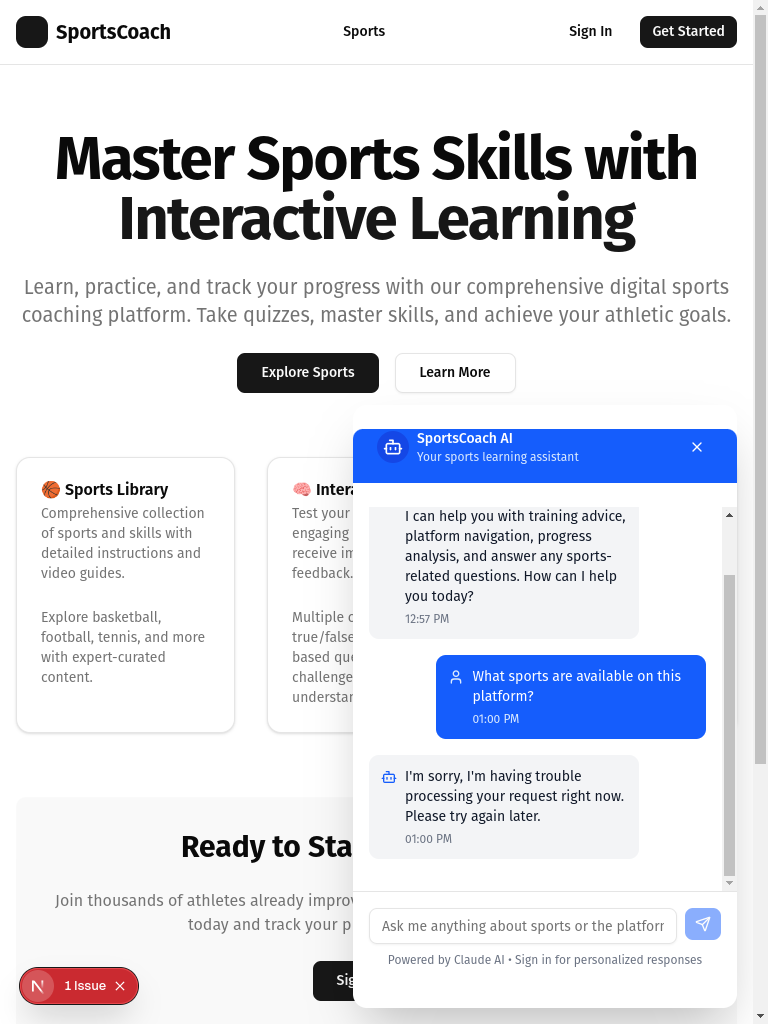 SportsCoach
Sports
Sign In
Get Started
Master Sports Skills with
Interactive Learning
Learn, practice, and track your progress with our comprehensive digital sports
coaching platform. Take quizzes, master skills, and achieve your athletic goals.
Explore Sports
Learn More
🏀 Sports Library
Comprehensive collection
of sports and skills with
detailed instructions and
video guides.
Explore basketball,
football, tennis, and more
with expert-curated
content.
🧠
Test your
engaging
receive
feedback.
Multiple
true/false
based
challenge
Ready to
Join thousands of athletes already
today and track your
1 Issue
SportsCoach AI
Your sports learning assistant
I can help you with training advice,
platform navigation, progress
analysis, and answer any sports-
related questions. How can I help
you today?
12:57 PM
What sports are available on this
platform?
01:00 PM
I'm sorry, I'm having trouble
processing your request right now.
Please try again later.
01:00 PM
Ask me anything about sports or the platform
Powered by Claude AI • Sign in for personalized responses